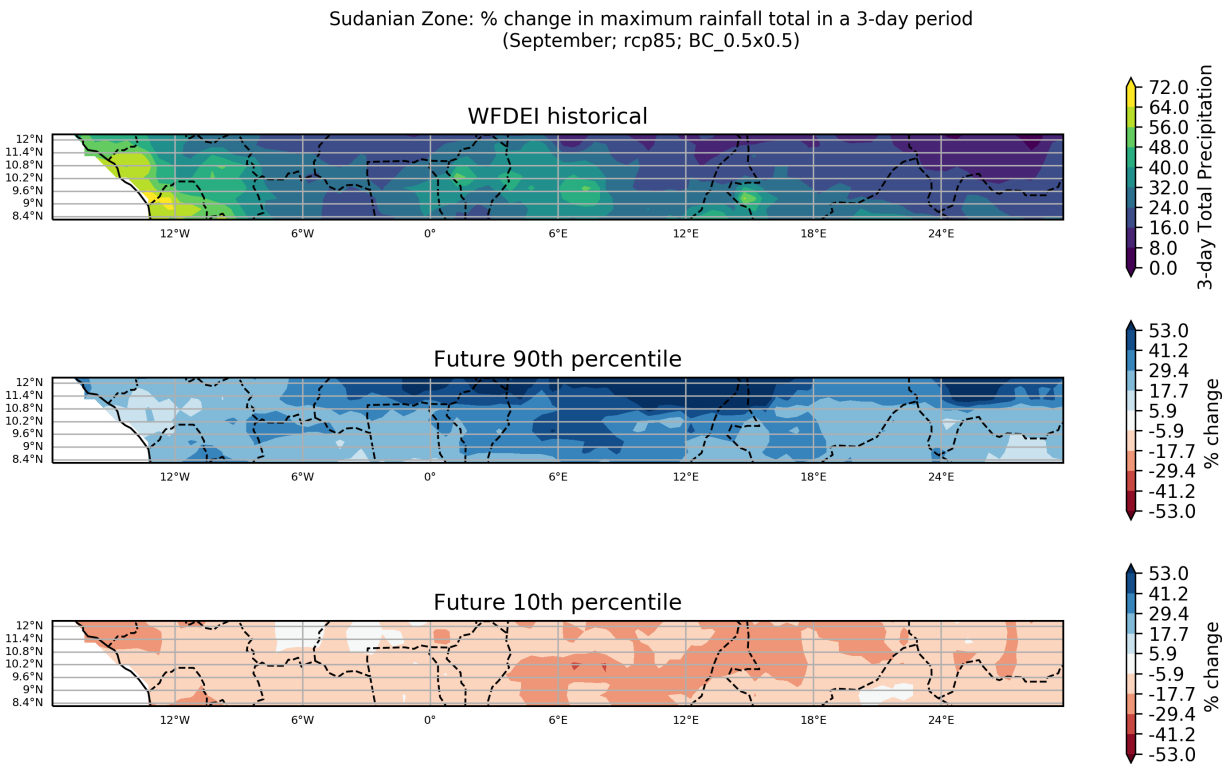 Sudanian Zone: % change in maximum rainfall total in a 3-day period
(September; rcp85; BC_0.5x0.5)
WFDEI historical
12°N
11.4°N
10.8°N
10.2°N
9.6°N
9°N
8.4°N
12°W
6°W
0°
6°E
12°E
18°E
24°E
72.0
64.0
56.0
48.0
40.0
32.0
24.0
16.0
8.0
0.0
3-day Total Precipitation
Future 90th percentile
12°N
11.4°N
10.8°N
10.2°N
9.6°N
9°N
8.4°N
12°W
6°W
0°
6°E
12°E
18°E
24°E
53.0
41.2
29.4
17.7
5.9
-5.9
-17.7
-29.4
-41.2
-53.0
% change
Future 10th percentile
12°N
11.4°N
10.8°N
10.2°N
9.6°N
9°N
8.4°N
12°W
6°W
0°
6°E
12°E
18°E
24°E
53.0
41.2
29.4
17.7
5.9
-5.9
-17.7
-29.4
-41.2
-53.0
% change